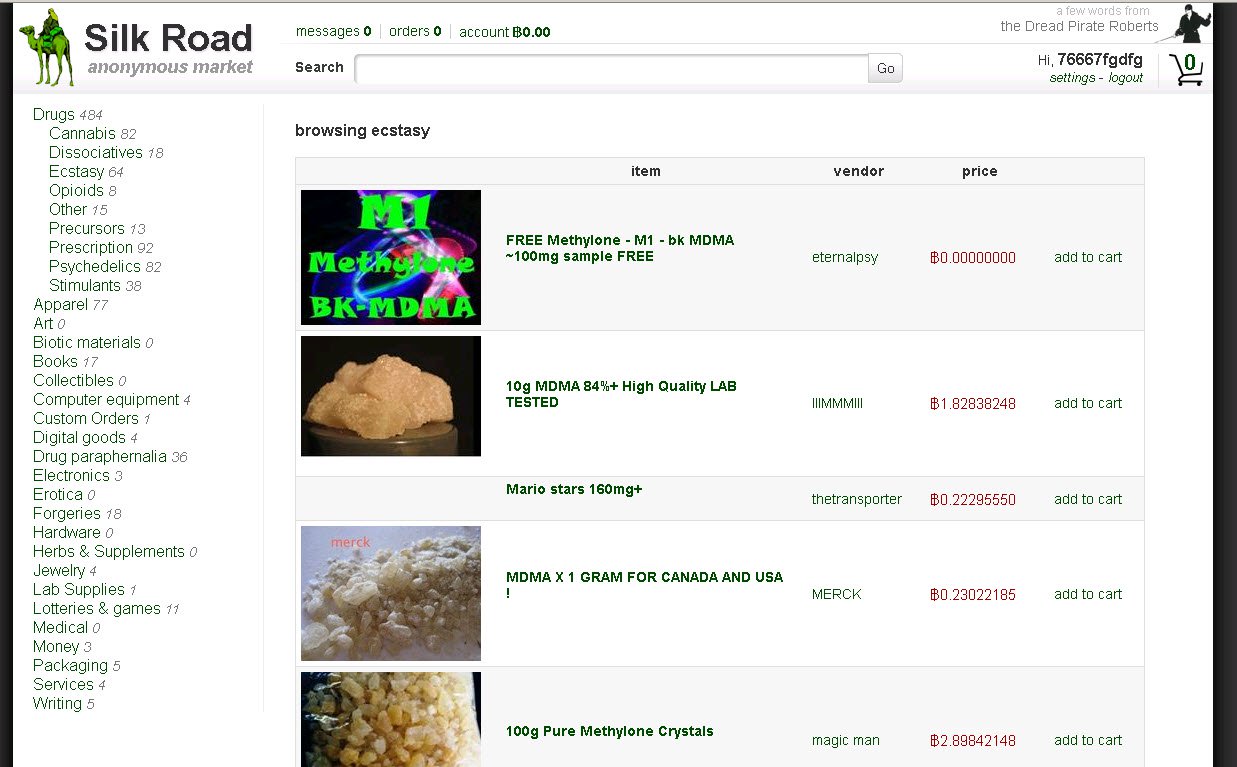 Silk Road
anonymous market
messages 0 orders 0 account ฿0.00
a few words from
the Dread Pirate Roberts
Search Go
Hi, 76667fgdfg
settings - logout
0
Drugs 484
Cannabis 82
Dissociatives 18
Ecstasy 64
Opioids 8
Other 15
Precursors 13
Prescription 92
Psychedelics 82
Stimulants 38
Apparel 77
Art 0
Biotic materials 0
Books 17
Collectibles 0
Computer equipment 4
Custom Orders 1
Digital goods 4
Drug paraphernalia 36
Electronics 3
Erotica 0
Forgeries 18
Hardware 0
Herbs & Supplements 0
Jewelry 4
Lab Supplies 1
Lotteries & games 11
Medical 0
Money 3
Packaging 5
Services 4
Writing 5
browsing ecstasy
item vendor price
M1
Methylone
BK-MDMA
FREE Methylone - M1 - bk MDMA
~100mg sample FREE
eternalpsy ฿0.00000000 add to cart
10g MDMA 84%+ High Quality LAB
TESTED
lllMMMlll ฿1.82838248 add to cart
Mario stars 160mg+
thetransporter ฿0.22295550 add to cart
merck
MDMA X 1 GRAM FOR CANADA AND USA
!
MERCK ฿0.23022185 add to cart
100g Pure Methylone Crystals
magic man ฿2.89942148 add to cart